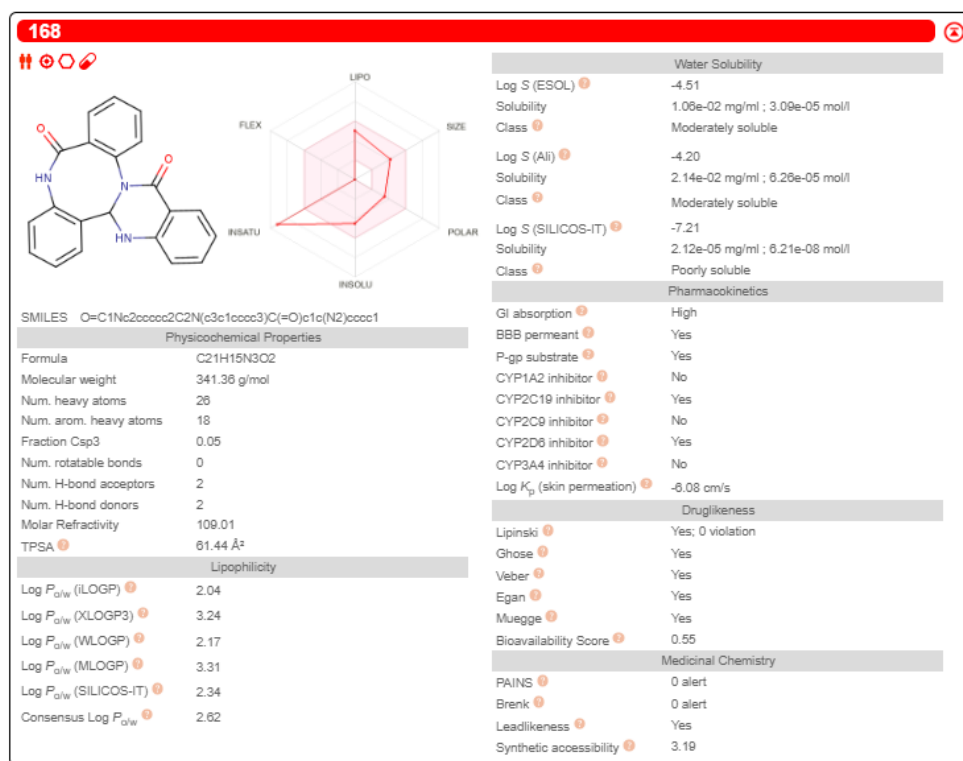 168
LIPO
FLEX
SIZE
INSATU
POLAR
INSOLU
O
HN
N
O
HN
SMILES O=C1Nc2ccccc2C2N(c3c1cccc3)C(=O)c1c(N2)cccc1
Physicochemical Properties
Formula C21H15N3O2
Molecular weight 341.36 g/mol
Num. heavy atoms 26
Num. arom. heavy atoms 18
Fraction Csp3 0.05
Num. rotatable bonds 0
Num. H-bond acceptors 2
Num. H-bond donors 2
Molar Refractivity 109.01
TPSA ? 61.44 Å²
Lipophilicity
Log Po/w (iLOGP) ? 2.04
Log Po/w (XLOGP3) ? 3.24
Log Po/w (WLOGP) ? 2.17
Log Po/w (MLOGP) ? 3.31
Log Po/w (SILICOS-IT) ? 2.34
Consensus Log Po/w ? 2.62
Water Solubility
Log S (ESOL) ? -4.51
Solubility 1.06e-02 mg/ml ; 3.09e-05 mol/l
Class ? Moderately soluble
Log S (Ali) ? -4.20
Solubility 2.14e-02 mg/ml ; 6.26e-05 mol/l
Class ? Moderately soluble
Log S (SILICOS-IT) ? -7.21
Solubility 2.12e-05 mg/ml ; 6.21e-08 mol/l
Class ? Poorly soluble
Pharmacokinetics
GI absorption ? High
BBB permeant ? Yes
P-gp substrate ? Yes
CYP1A2 inhibitor ? No
CYP2C19 inhibitor ? Yes
CYP2C9 inhibitor ? No
CYP2D6 inhibitor ? Yes
CYP3A4 inhibitor ? No
Log Kp (skin permeation) ? -6.08 cm/s
Druglikeness
Lipinski ? Yes; 0 violation
Ghose ? Yes
Veber ? Yes
Egan ? Yes
Muegge ? Yes
Bioavailability Score ? 0.55
Medicinal Chemistry
PAINS ? 0 alert
Brenk ? 0 alert
Leadlikeness ? Yes
Synthetic accessibility ? 3.19